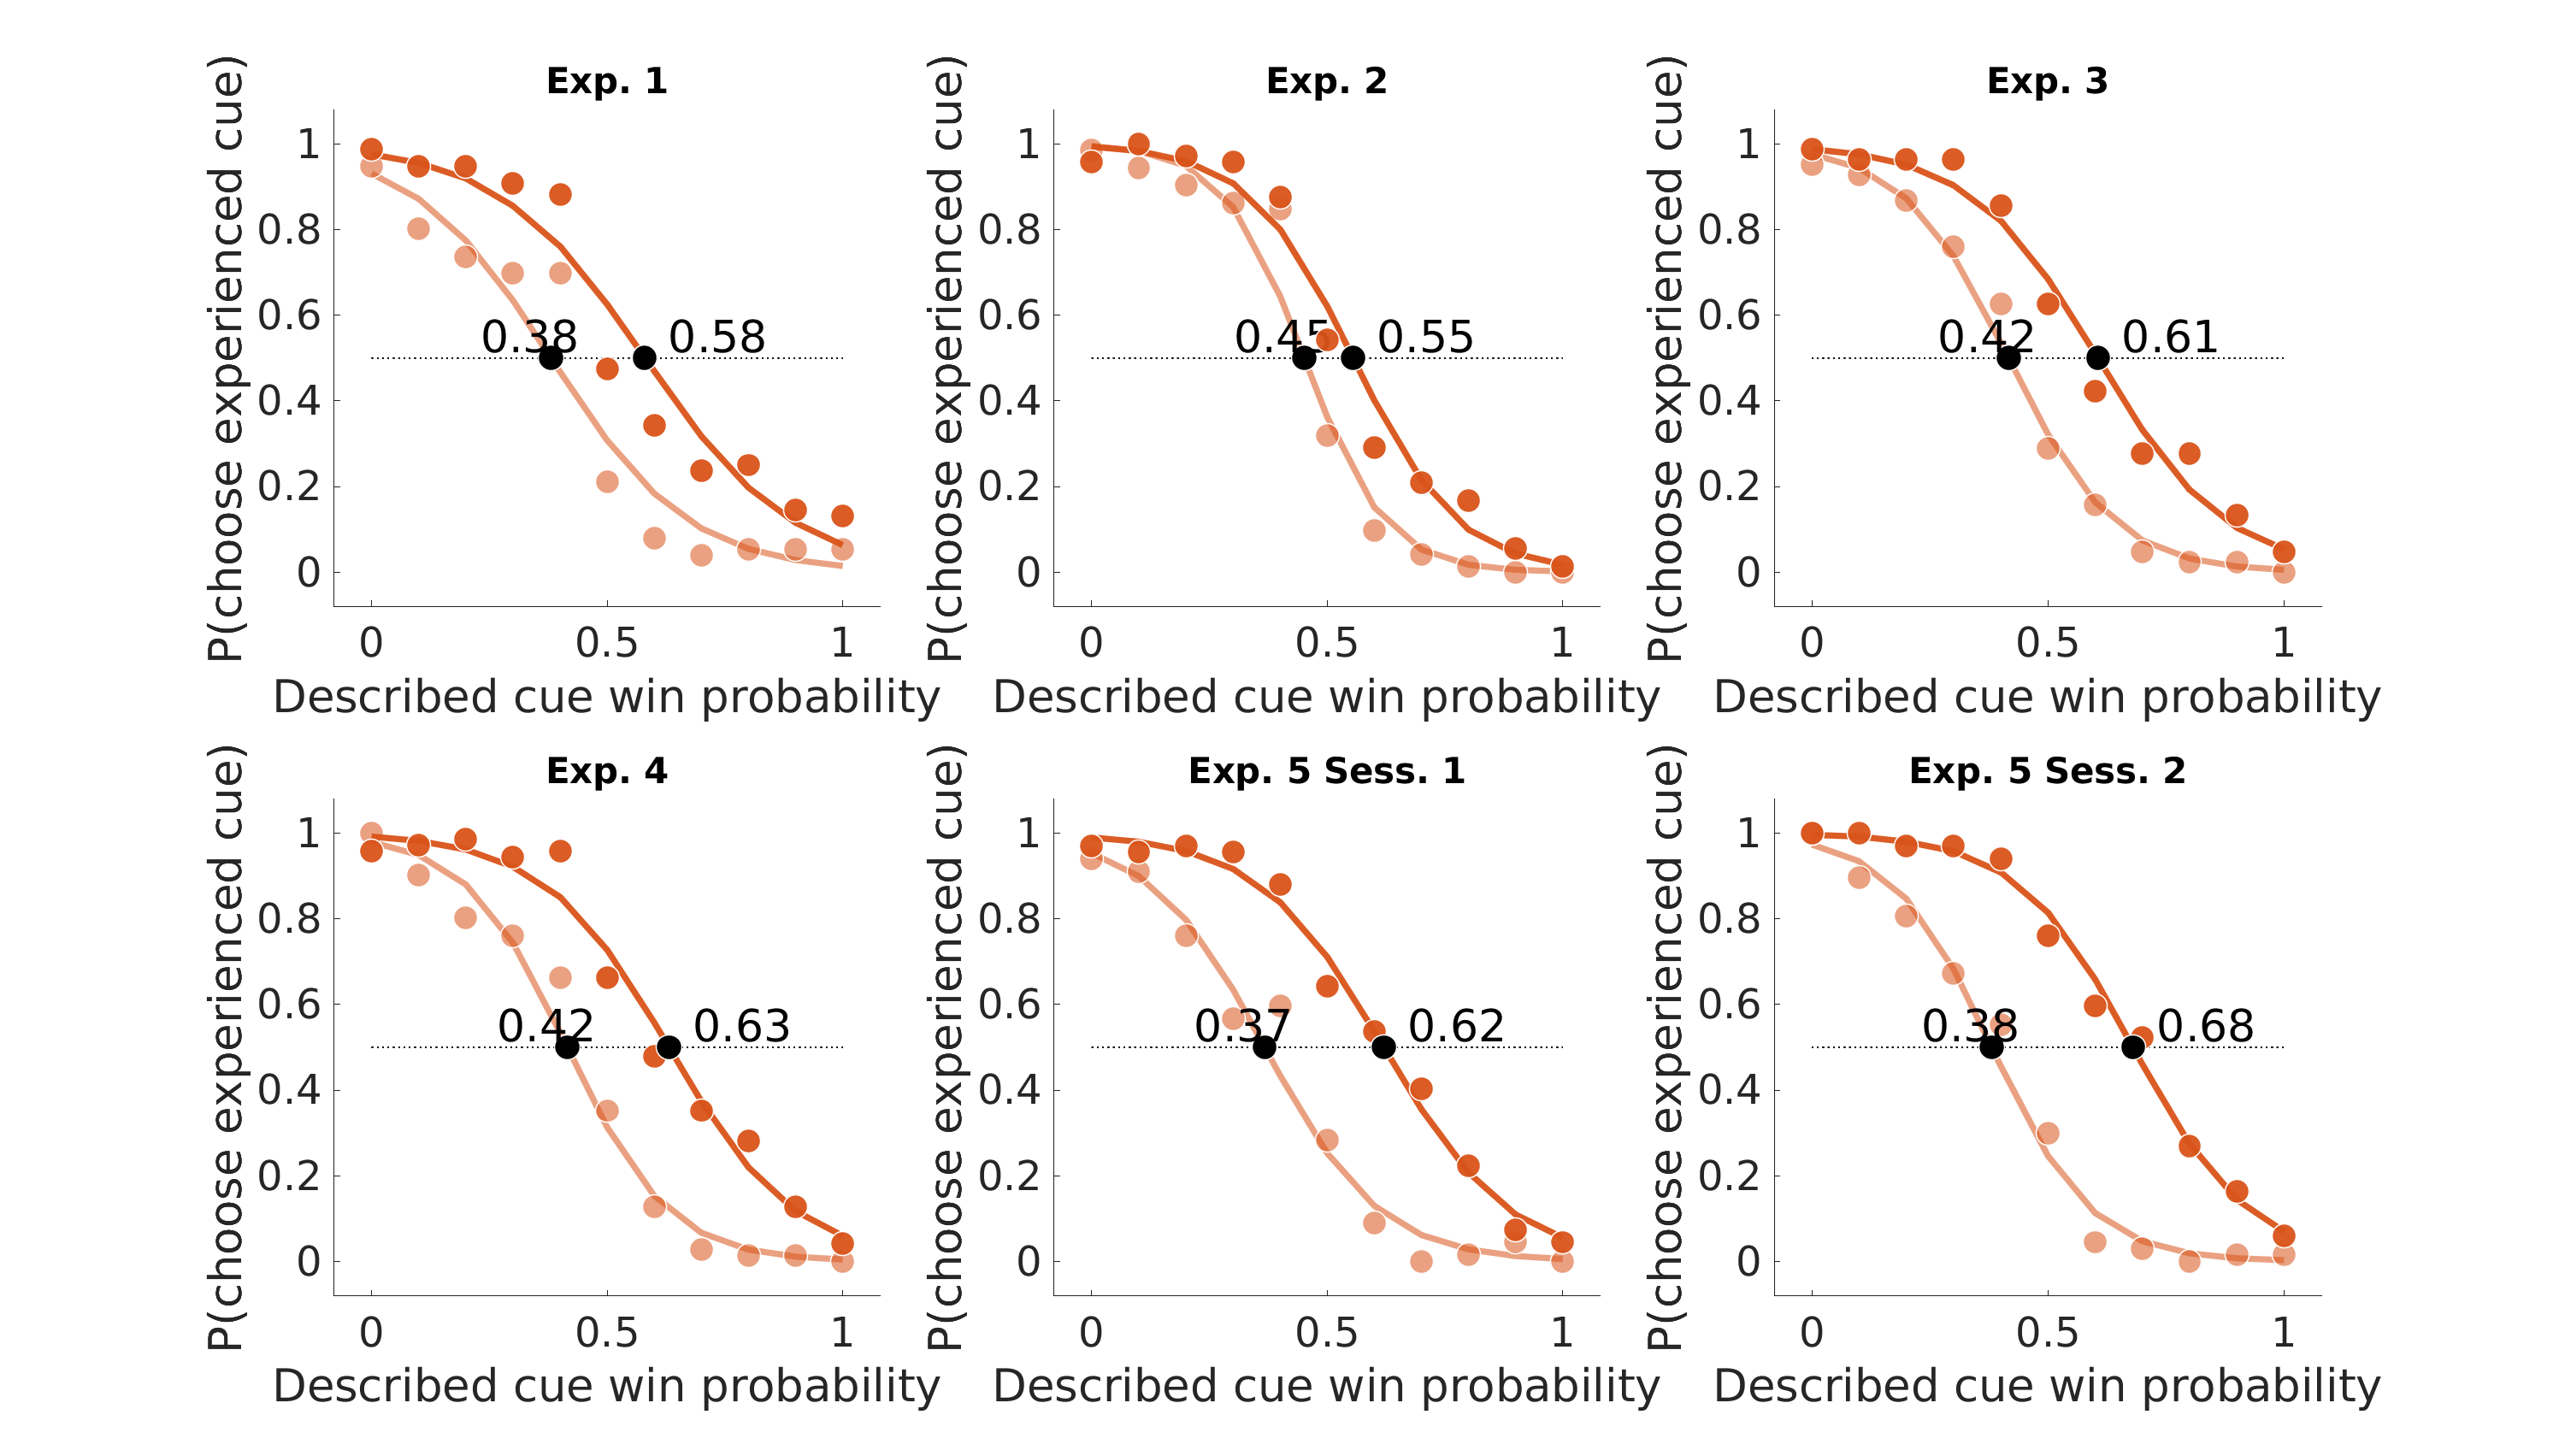 Exp. 1
P(choose experienced cue)
1
0.8
0.6
0.4
0.2
0
0.38
0.58
0 0.5 1
Described cue win probability
Exp. 2
P(choose experienced cue)
1
0.8
0.6
0.4
0.2
0
0.45
0.55
0 0.5 1
Described cue win probability
Exp. 3
P(choose experienced cue)
1
0.8
0.6
0.4
0.2
0
0.42
0.61
0 0.5 1
Described cue win probability
Exp. 4
P(choose experienced cue)
1
0.8
0.6
0.4
0.2
0
0.42
0.63
0 0.5 1
Described cue win probability
Exp. 5 Sess. 1
P(choose experienced cue)
1
0.8
0.6
0.4
0.2
0
0.37
0.62
0 0.5 1
Described cue win probability
Exp. 5 Sess. 2
P(choose experienced cue)
1
0.8
0.6
0.4
0.2
0
0.38
0.68
0 0.5 1
Described cue win probability